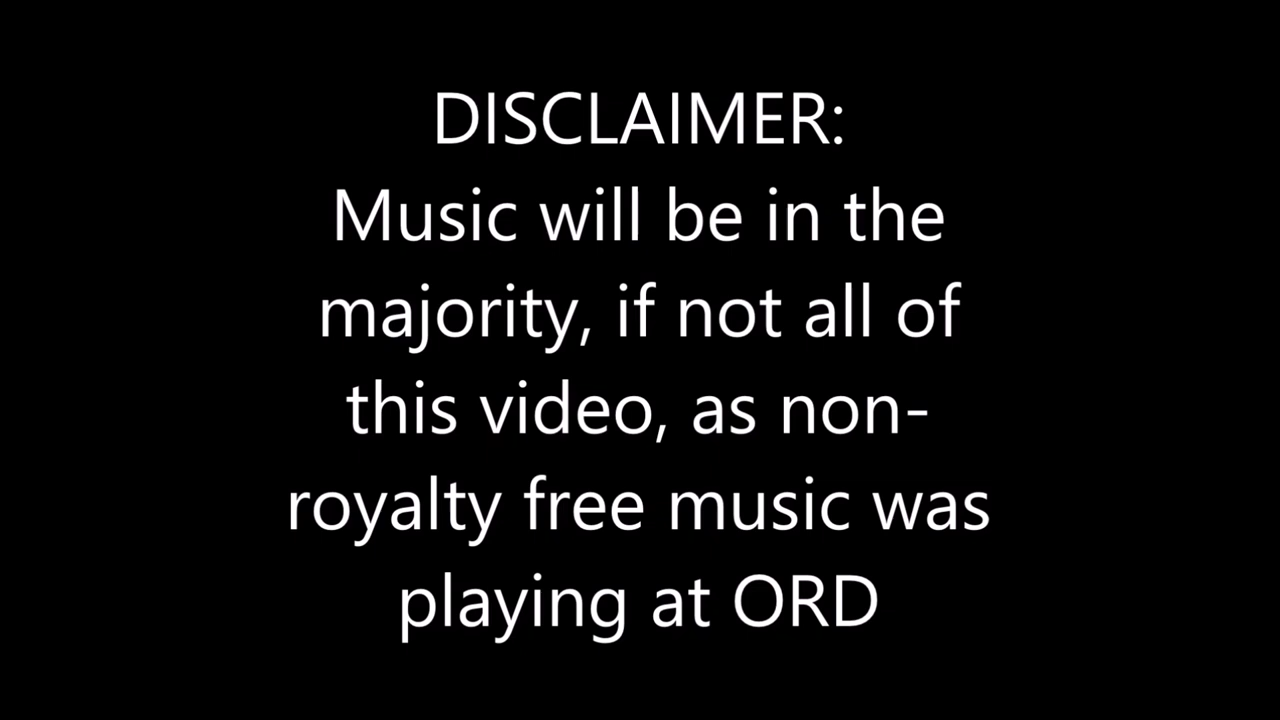 DISCLAIMER:
Music will be in the
majority, if not all of
this video, as non-
royalty free music was
playing at ORD